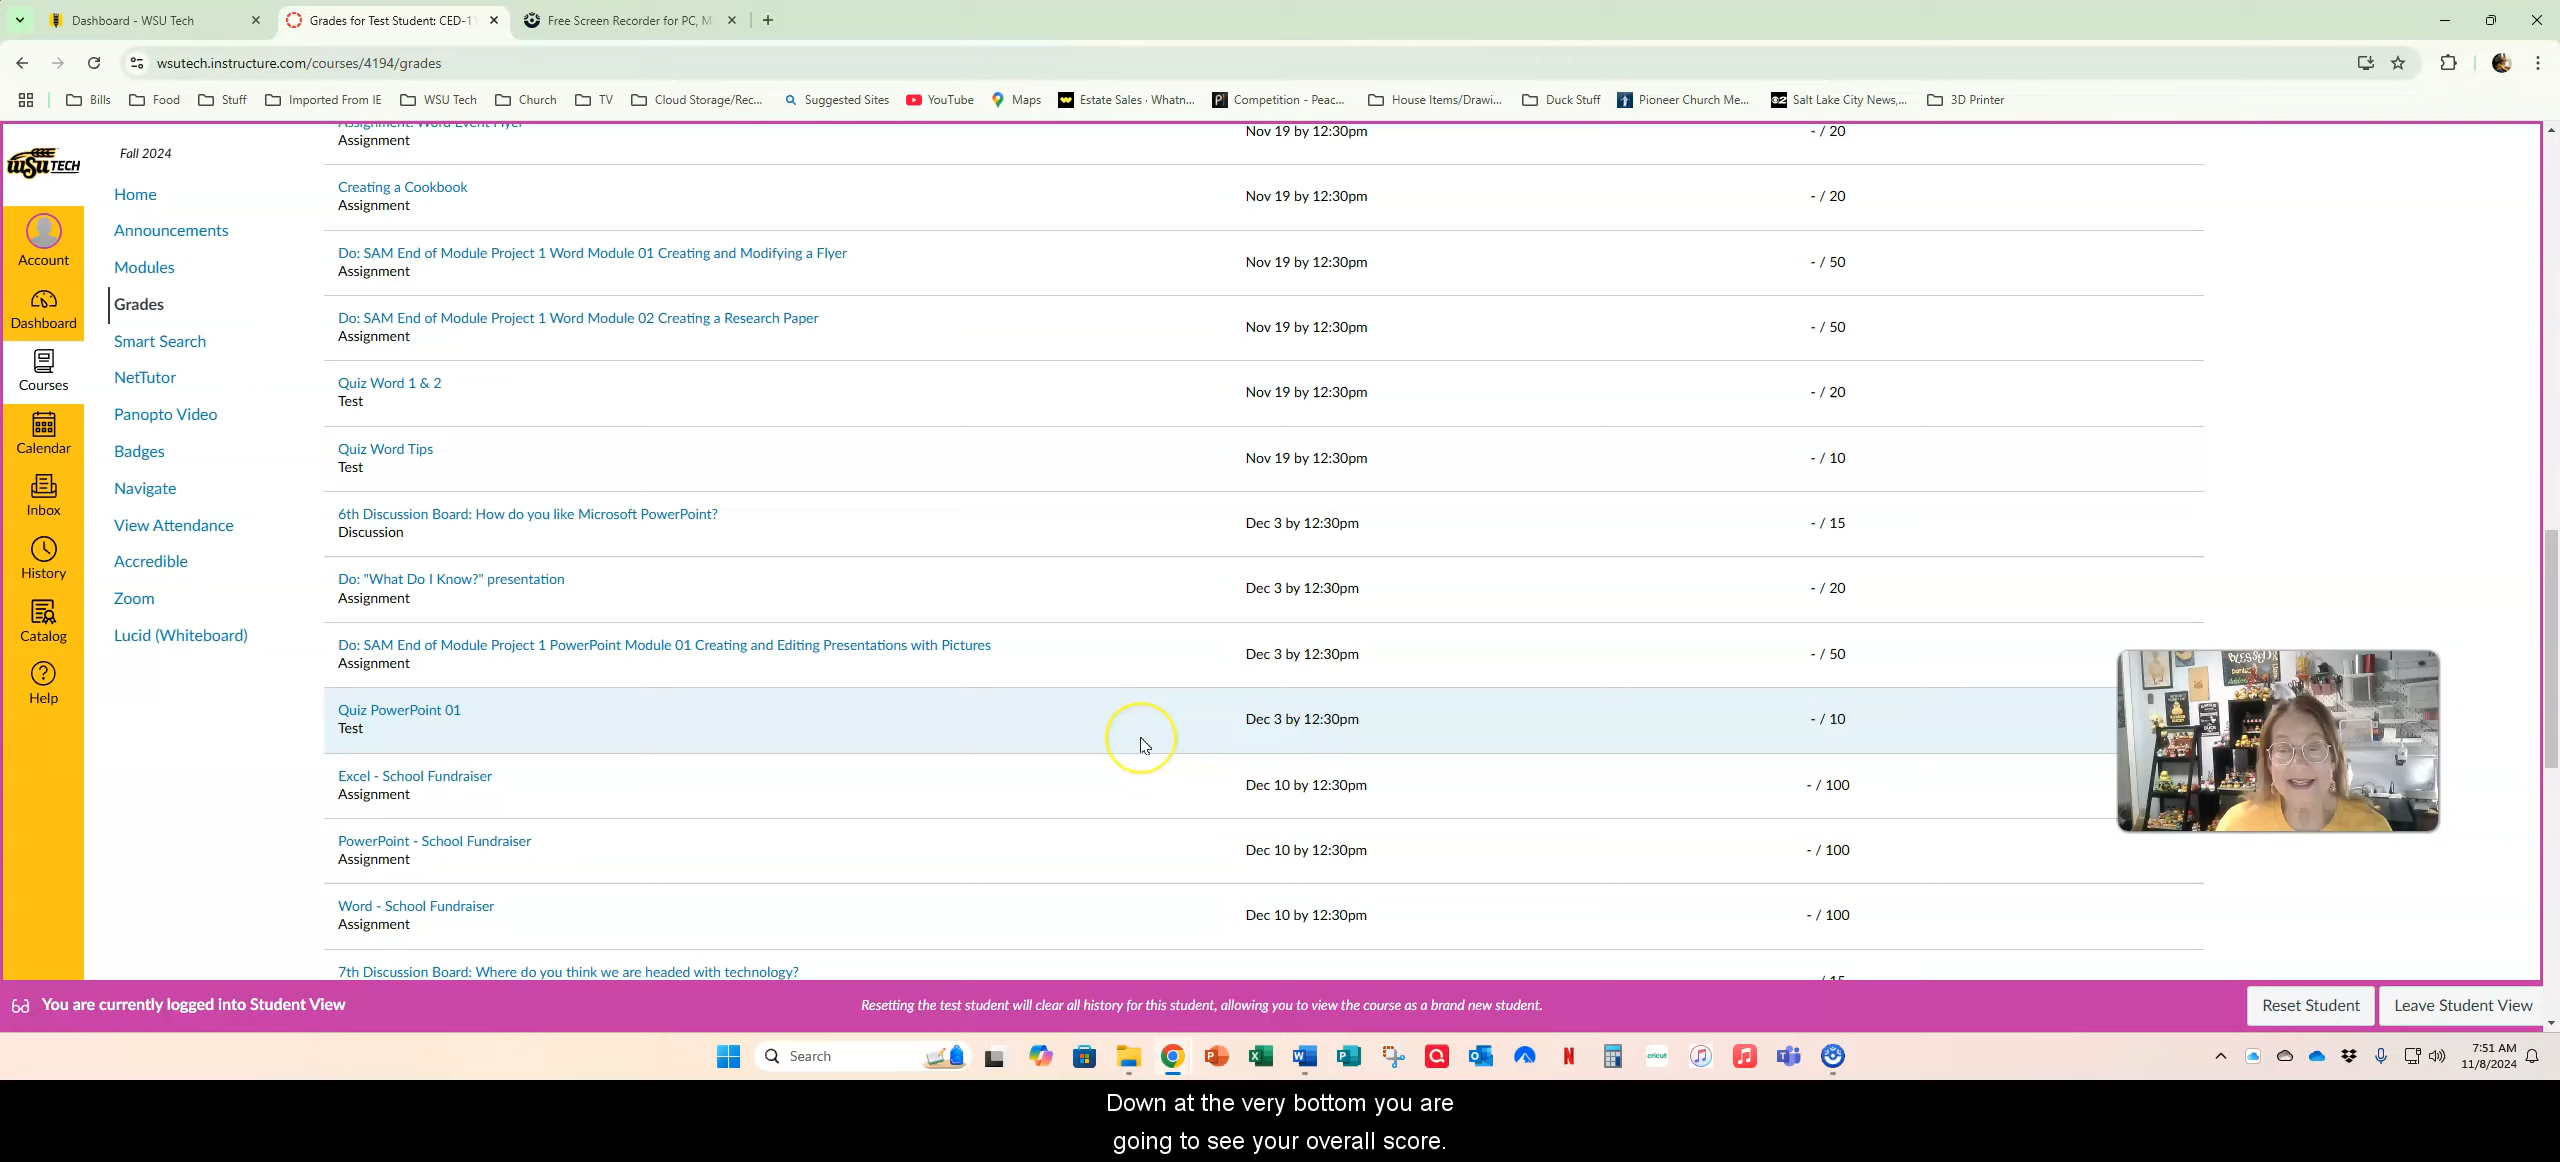 Dashboard - WSU Tech
Grades for Test Student: CED-11
Free Screen Recorder for PC, M
wsutech.instructure.com/courses/4194/grades
Bills
Food
Stuff
Imported From IE
WSU Tech
Church
TV
Cloud Storage/Rec...
Suggested Sites
YouTube
Maps
Estate Sales · Whatn...
Competition - Peac...
House Items/Drawi...
Duck Stuff
Pioneer Church Me...
Salt Lake City News,...
3D Printer
WSU TECH
Account
Dashboard
Courses
Calendar
Inbox
History
Catalog
Help
Fall 2024
Home
Announcements
Modules
Grades
Smart Search
NetTutor
Panopto Video
Badges
Navigate
View Attendance
Accredible
Zoom
Lucid (Whiteboard)
Assignment: Word Event Flyer
Assignment
Nov 19 by 12:30pm
- / 20
Creating a Cookbook
Assignment
Nov 19 by 12:30pm
- / 20
Do: SAM End of Module Project 1 Word Module 01 Creating and Modifying a Flyer
Assignment
Nov 19 by 12:30pm
- / 50
Do: SAM End of Module Project 1 Word Module 02 Creating a Research Paper
Assignment
Nov 19 by 12:30pm
- / 50
Quiz Word 1 & 2
Test
Nov 19 by 12:30pm
- / 20
Quiz Word Tips
Test
Nov 19 by 12:30pm
- / 10
6th Discussion Board: How do you like Microsoft PowerPoint?
Discussion
Dec 3 by 12:30pm
- / 15
Do: "What Do I Know?" presentation
Assignment
Dec 3 by 12:30pm
- / 20
Do: SAM End of Module Project 1 PowerPoint Module 01 Creating and Editing Presentations with Pictures
Assignment
Dec 3 by 12:30pm
- / 50
Quiz PowerPoint 01
Test
Dec 3 by 12:30pm
- / 10
Excel - School Fundraiser
Assignment
Dec 10 by 12:30pm
- / 100
PowerPoint - School Fundraiser
Assignment
Dec 10 by 12:30pm
- / 100
Word - School Fundraiser
Assignment
Dec 10 by 12:30pm
- / 100
7th Discussion Board: Where do you think we are headed with technology?
- / 15
BLESSED
You are currently logged into Student View
Resetting the test student will clear all history for this student, allowing you to view the course as a brand new student.
Reset Student
Leave Student View
Search
cricut
7:51 AM
11/8/2024
Down at the very bottom you are
going to see your overall score.